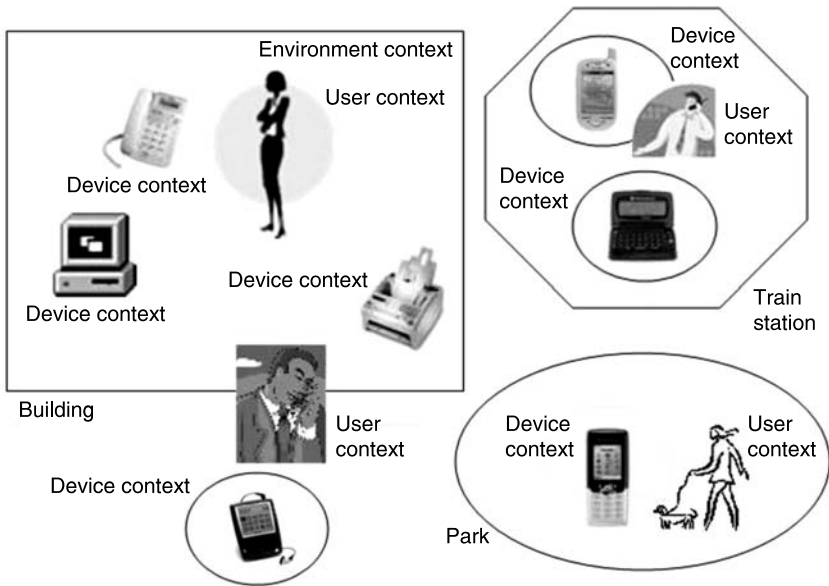 Environment context
User context
Device context
Device context
Device context
Building
User
context
Device context
Device
context
User
context
Device
context
Train
station
Device
context
User
context
Park